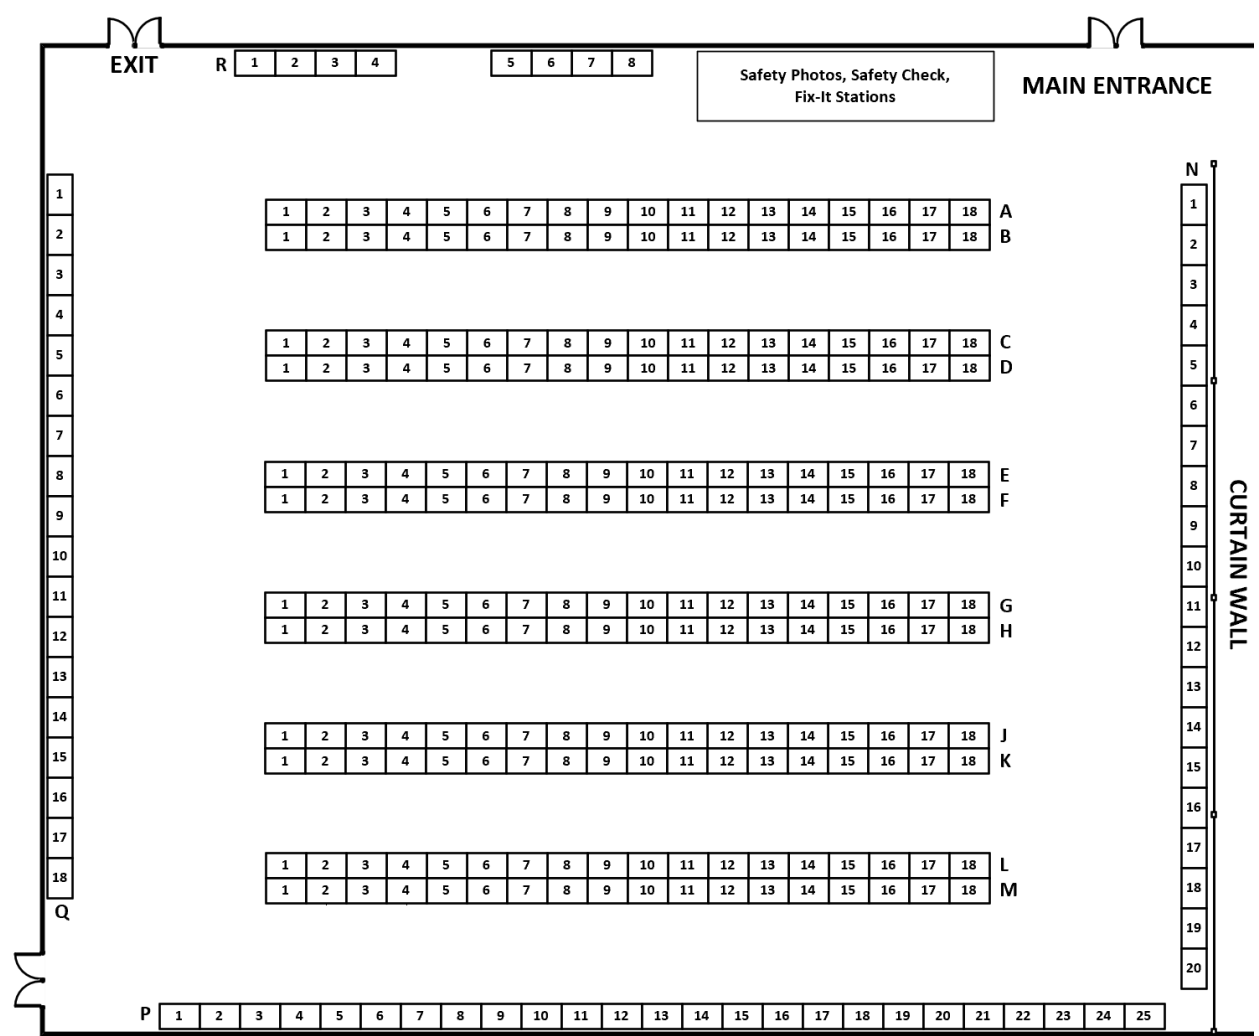 EXIT
R 1 2 3 4 5 6 7 8
Safety Photos, Safety Check,
Fix-It Stations
MAIN ENTRANCE
1
2
3
4
5
6
7
8
9
10
11
12
13
14
15
16
17
18
Q
1 2 3 4 5 6 7 8 9 10 11 12 13 14 15 16 17 18 A
1 2 3 4 5 6 7 8 9 10 11 12 13 14 15 16 17 18 B
1 2 3 4 5 6 7 8 9 10 11 12 13 14 15 16 17 18 C
1 2 3 4 5 6 7 8 9 10 11 12 13 14 15 16 17 18 D
1 2 3 4 5 6 7 8 9 10 11 12 13 14 15 16 17 18 E
1 2 3 4 5 6 7 8 9 10 11 12 13 14 15 16 17 18 F
1 2 3 4 5 6 7 8 9 10 11 12 13 14 15 16 17 18 G
1 2 3 4 5 6 7 8 9 10 11 12 13 14 15 16 17 18 H
1 2 3 4 5 6 7 8 9 10 11 12 13 14 15 16 17 18 J
1 2 3 4 5 6 7 8 9 10 11 12 13 14 15 16 17 18 K
1 2 3 4 5 6 7 8 9 10 11 12 13 14 15 16 17 18 L
1 2 3 4 5 6 7 8 9 10 11 12 13 14 15 16 17 18 M
N
1
2
3
4
5
6
7
8
9
10
11
12
13
14
15
16
17
18
19
20
CURTAIN WALL
P 1 2 3 4 5 6 7 8 9 10 11 12 13 14 15 16 17 18 19 20 21 22 23 24 25